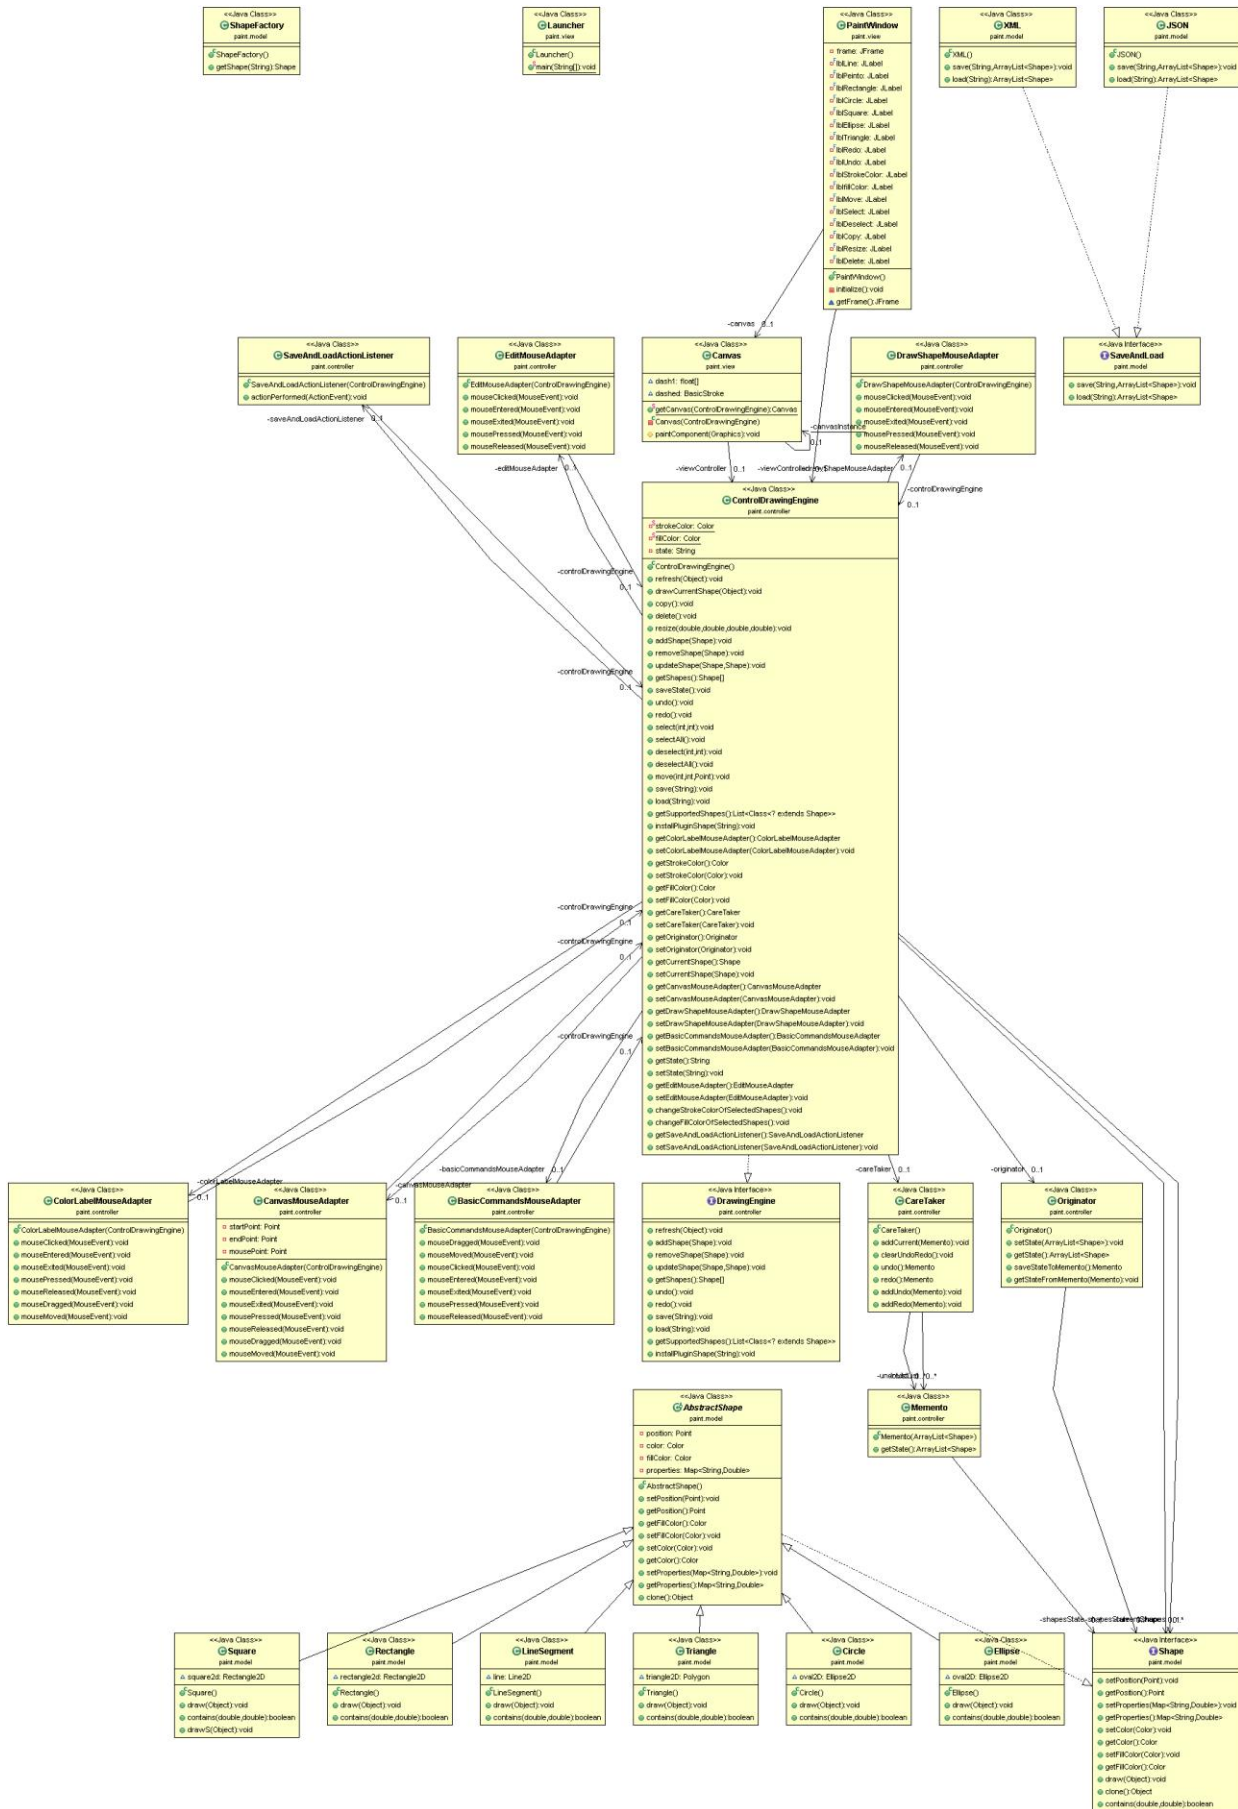 <<Java Class>>
ShapeFactory
paint.model
ShapeFactory()
getShape(String):Shape
<<Java Class>>
Launcher
paint.view
Launcher()
main(String[]):void
<<Java Class>>
PaintWindow
paint.view
frame: JFrame
lblLine: JLabel
lblPeinto: JLabel
lblRectangle: JLabel
lblCircle: JLabel
lblSquare: JLabel
lblEllipse: JLabel
lblTriangle: JLabel
lblRedo: JLabel
lblUndo: JLabel
lblStrokeColor: JLabel
lblfillColor: JLabel
lblMove: JLabel
lblSelect: JLabel
lblDeselect: JLabel
lblCopy: JLabel
lblResize: JLabel
lblDelete: JLabel
PaintWindow()
initialize():void
getFrame():JFrame
<<Java Class>>
XML
paint.model
XML()
save(String,ArrayList<Shape>):void
load(String):ArrayList<Shape>
<<Java Class>>
JSON
paint.model
JSON()
save(String,ArrayList<Shape>):void
load(String):ArrayList<Shape>
-canvas 0..1
<<Java Class>>
SaveAndLoadActionListener
paint.controller
SaveAndLoadActionListener(ControlDrawingEngine)
actionPerformed(ActionEvent):void
<<Java Class>>
EditMouseAdapter
paint.controller
EditMouseAdapter(ControlDrawingEngine)
mouseClicked(MouseEvent):void
mouseEntered(MouseEvent):void
mouseExited(MouseEvent):void
mousePressed(MouseEvent):void
mouseReleased(MouseEvent):void
<<Java Class>>
Canvas
paint.view
dash1: float[]
dashed: BasicStroke
getCanvas(ControlDrawingEngine):Canvas
Canvas(ControlDrawingEngine)
paintComponent(Graphics):void
<<Java Class>>
DrawShapeMouseAdapter
paint.controller
DrawShapeMouseAdapter(ControlDrawingEngine)
mouseClicked(MouseEvent):void
mouseEntered(MouseEvent):void
mouseExited(MouseEvent):void
mousePressed(MouseEvent):void
mouseReleased(MouseEvent):void
<<Java Interface>>
SaveAndLoad
paint.model
save(String,ArrayList<Shape>):void
load(String):ArrayList<Shape>
-saveAndLoadActionListener 0..1
-canvasInstance
0..1
-editMouseAdapter 0..1
-viewController 0..1
0..1
-controlDrawingEngine
0..1
<<Java Class>>
ControlDrawingEngine
paint.controller
strokeColor: Color
fillColor: Color
state: String
ControlDrawingEngine()
refresh(Object):void
drawCurrentShape(Object):void
copy():void
delete():void
resize(double,double,double,double):void
addShape(Shape):void
removeShape(Shape):void
updateShape(Shape,Shape):void
getShapes():Shape[]
saveState():void
undo():void
redo():void
select(int,int):void
selectAll():void
deselect(int,int):void
deselectAll():void
move(int,int,Point):void
save(String):void
load(String):void
getSupportedShapes():List<Class<? extends Shape>>
installPluginShape(String):void
getColorLabelMouseAdapter():ColorLabelMouseAdapter
setColorLabelMouseAdapter(ColorLabelMouseAdapter):void
getStrokeColor():Color
setStrokeColor(Color):void
getFillColor():Color
setFillColor(Color):void
getCareTaker():CareTaker
setCareTaker(CareTaker):void
getOriginator():Originator
setOriginator(Originator):void
getCurrentShape():Shape
setCurrentShape(Shape):void
getCanvasMouseAdapter():CanvasMouseAdapter
setCanvasMouseAdapter(CanvasMouseAdapter):void
getDrawShapeMouseAdapter():DrawShapeMouseAdapter
setDrawShapeMouseAdapter(DrawShapeMouseAdapter):void
getBasicCommandsMouseAdapter():BasicCommandsMouseAdapter
setBasicCommandsMouseAdapter(BasicCommandsMouseAdapter):void
getState():String
setState(String):void
getEditMouseAdapter():EditMouseAdapter
setEditMouseAdapter(EditMouseAdapter):void
changeStrokeColorOfSelectedShapes():void
changeFillColorOfSelectedShapes():void
getSaveAndLoadActionListener():SaveAndLoadActionListener
setSaveAndLoadActionListener(SaveAndLoadActionListener):void
-controlDrawingEngine
0..1
-controlDrawingEngine
0..1
-controlDrawingEngine
0..1
-controlDrawingEngine
0..1
-controlDrawingEngine
0..1
-colorLabelMouseAdapter
0..1
-canvasMouseAdapter
0..1
-basicCommandsMouseAdapter 0..1
-careTaker 0..1
-originator 0..1
<<Java Class>>
ColorLabelMouseAdapter
paint.controller
ColorLabelMouseAdapter(ControlDrawingEngine)
mouseClicked(MouseEvent):void
mouseEntered(MouseEvent):void
mouseExited(MouseEvent):void
mousePressed(MouseEvent):void
mouseReleased(MouseEvent):void
mouseDragged(MouseEvent):void
mouseMoved(MouseEvent):void
<<Java Class>>
CanvasMouseAdapter
paint.controller
startPoint: Point
endPoint: Point
mousePoint: Point
CanvasMouseAdapter(ControlDrawingEngine)
mouseClicked(MouseEvent):void
mouseEntered(MouseEvent):void
mouseExited(MouseEvent):void
mousePressed(MouseEvent):void
mouseReleased(MouseEvent):void
mouseDragged(MouseEvent):void
mouseMoved(MouseEvent):void
<<Java Class>>
BasicCommandsMouseAdapter
paint.controller
BasicCommandsMouseAdapter(ControlDrawingEngine)
mouseDragged(MouseEvent):void
mouseMoved(MouseEvent):void
mouseClicked(MouseEvent):void
mouseEntered(MouseEvent):void
mouseExited(MouseEvent):void
mousePressed(MouseEvent):void
mouseReleased(MouseEvent):void
<<Java Interface>>
DrawingEngine
paint.controller
refresh(Object):void
addShape(Shape):void
removeShape(Shape):void
updateShape(Shape,Shape):void
getShapes():Shape[]
undo():void
redo():void
save(String):void
load(String):void
getSupportedShapes():List<Class<? extends Shape>>
installPluginShape(String):void
<<Java Class>>
CareTaker
paint.controller
CareTaker()
addCurrent(Memento):void
clearUndoRedo():void
undo():Memento
redo():Memento
addUndo(Memento):void
addRedo(Memento):void
<<Java Class>>
Originator
paint.controller
Originator()
setState(ArrayList<Shape>):void
getState():ArrayList<Shape>
saveStateToMemento():Memento
getStateFromMemento(Memento):void
<<Java Class>>
AbstractShape
paint.model
position: Point
color: Color
fillColor: Color
properties: Map<String,Double>
AbstractShape()
setPosition(Point):void
getPosition():Point
getFillColor():Color
setFillColor(Color):void
setColor(Color):void
getColor():Color
setProperties(Map<String,Double>):void
getProperties():Map<String,Double>
clone():Object
<<Java Class>>
Memento
paint.controller
Memento(ArrayList<Shape>)
getState():ArrayList<Shape>
<<Java Class>>
Square
paint.model
square2d: Rectangle2D
Square()
draw(Object):void
contains(double,double):boolean
drawS(Object):void
<<Java Class>>
Rectangle
paint.model
rectangle2d: Rectangle2D
Rectangle()
draw(Object):void
contains(double,double):boolean
<<Java Class>>
LineSegment
paint.model
line: Line2D
LineSegment()
draw(Object):void
contains(double,double):boolean
<<Java Class>>
Triangle
paint.model
triangle2D: Polygon
Triangle()
draw(Object):void
contains(double,double):boolean
<<Java Class>>
Circle
paint.model
oval2D: Ellipse2D
Circle()
draw(Object):void
contains(double,double):boolean
<<Java Class>>
Ellipse
paint.model
oval2D: Ellipse2D
Ellipse()
draw(Object):void
contains(double,double):boolean
<<Java Interface>>
Shape
paint.model
setPosition(Point):void
getPosition():Point
setProperties(Map<String,Double>):void
getProperties():Map<String,Double>
setColor(Color):void
getColor():Color
setFillColor(Color):void
getFillColor():Color
draw(Object):void
clone():Object
contains(double,double):boolean